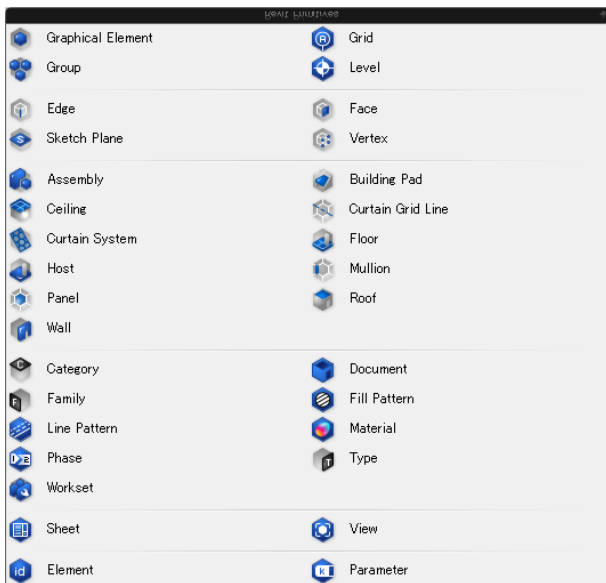 Revit Primitives
Graphical Element
Grid
Group
Level
Edge
Face
Sketch Plane
Vertex
Assembly
Building Pad
Ceiling
Curtain Grid Line
Curtain System
Floor
Host
Mullion
Panel
Roof
Wall
Category
Document
Family
Fill Pattern
Line Pattern
Material
Phase
Type
Workset
Sheet
View
Element
Parameter